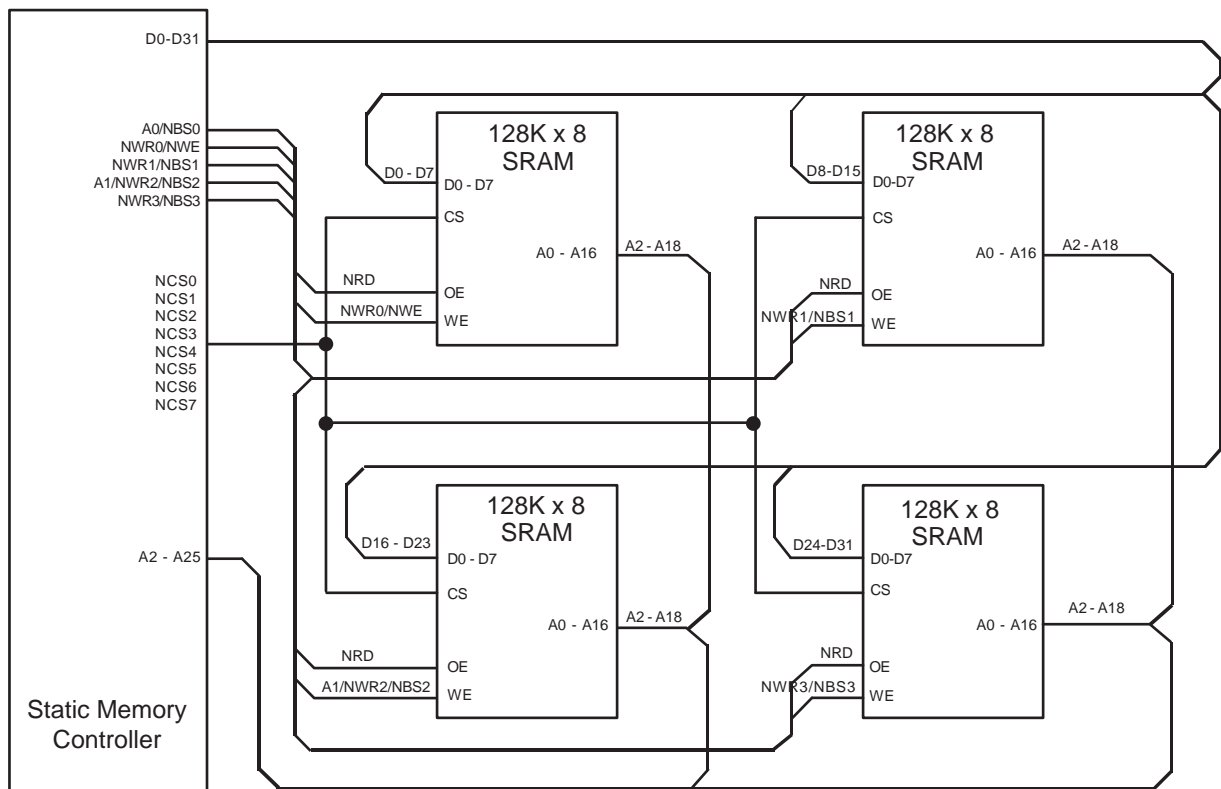 D0-D31
A0/NBS0
NWR0/NWE
NWR1/NBS1
A1/NWR2/NBS2
NWR3/NBS3
NCS0
NCS1
NCS2
NCS3
NCS4
NCS5
NCS6
NCS7
A2 - A25
Static Memory
Controller
128K x 8
SRAM
D0 - D7
D0 - D7
CS
A0 - A16
A2 - A18
NRD
OE
NWR0/NWE
WE
128K x 8
SRAM
D8-D15
D0-D7
CS
A0 - A16
A2 - A18
NRD
OE
NWR1/NBS1
WE
128K x 8
SRAM
D16 - D23
D0 - D7
CS
A0 - A16
A2 - A18
NRD
OE
A1/NWR2/NBS2
WE
128K x 8
SRAM
D24-D31
D0-D7
CS
A0 - A16
A2 - A18
NRD
OE
NWR3/NBS3
WE